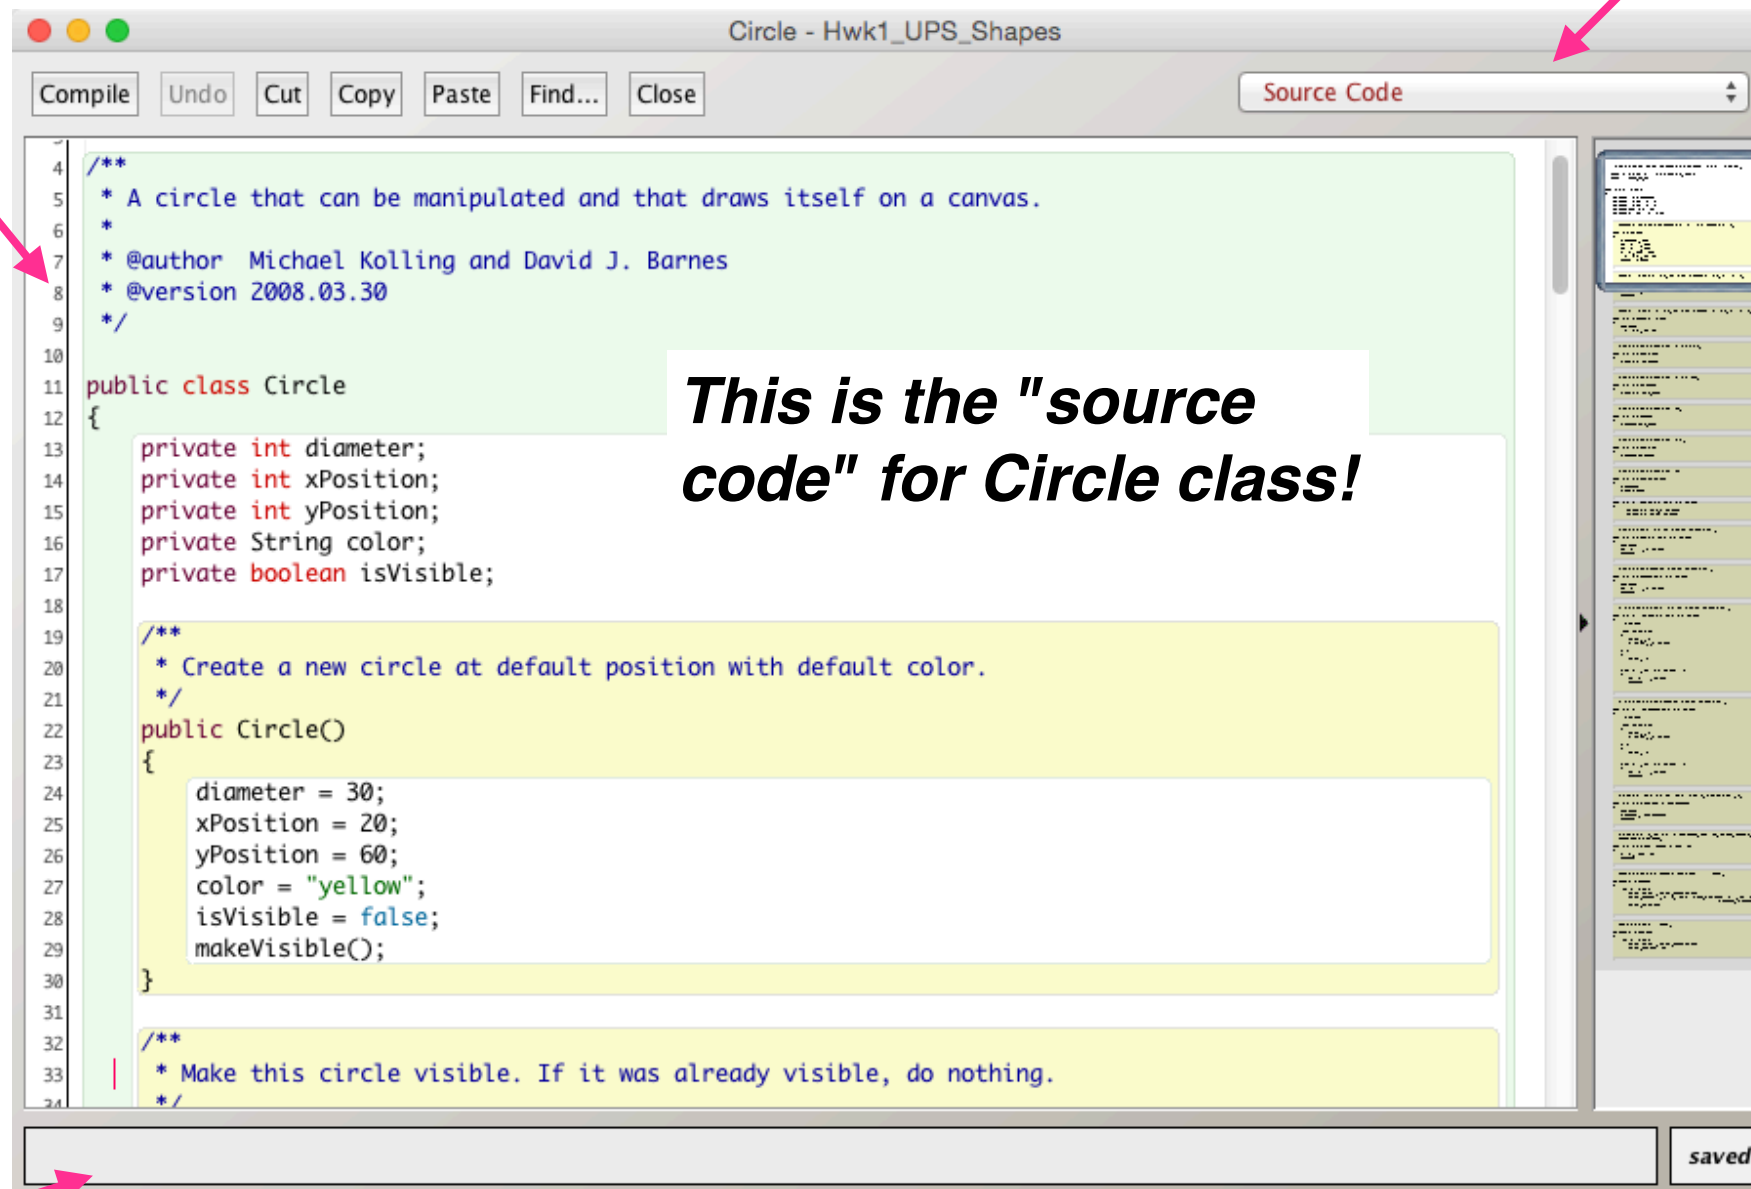 Circle - Hwk1_UPS_Shapes
Compile Undo Cut Copy Paste Find... Close Source Code
4 /**
5 * A circle that can be manipulated and that draws itself on a canvas.
6 *
7 * @author  Michael Kolling and David J. Barnes
8 * @version 2008.03.30
9 */
10
11 public class Circle
12 {
13 private int diameter;
14 private int xPosition;
15 private int yPosition;
16 private String color;
17 private boolean isVisible;
18
This is the "source
code" for Circle class!
19 /**
20 * Create a new circle at default position with default color.
21 */
22 public Circle()
23 {
24 diameter = 30;
25 xPosition = 20;
26 yPosition = 60;
27 color = "yellow";
28 isVisible = false;
29 makeVisible();
30 }
31
32 /**
33 * Make this circle visible. If it was already visible, do nothing.
34 */
saved